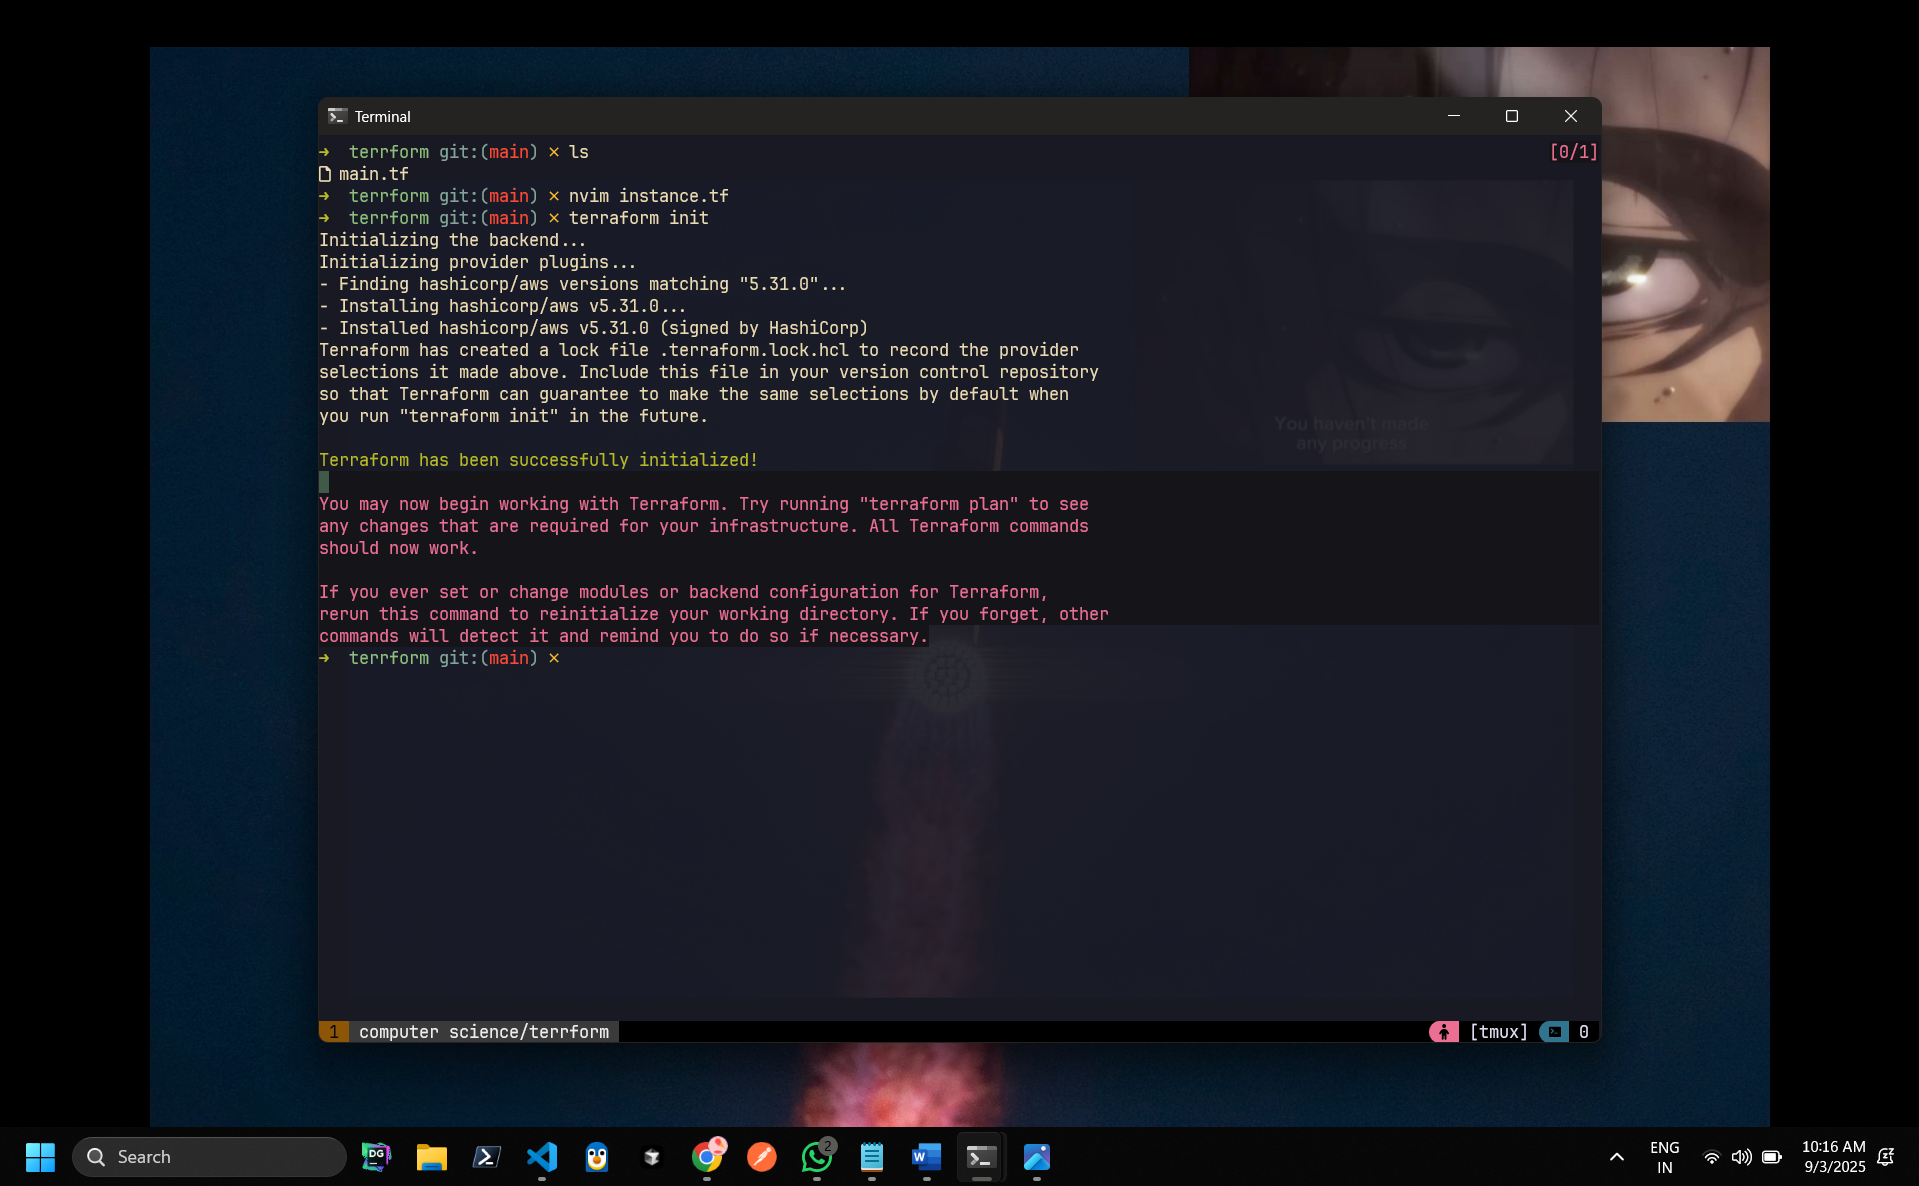 Terminal
→ terrform git:(main) × ls [0/1]
main.tf
→ terrform git:(main) × nvim instance.tf
→ terrform git:(main) × terraform init
Initializing the backend...
Initializing provider plugins...
- Finding hashicorp/aws versions matching "5.31.0"...
- Installing hashicorp/aws v5.31.0...
- Installed hashicorp/aws v5.31.0 (signed by HashiCorp)
Terraform has created a lock file .terraform.lock.hcl to record the provider
selections it made above. Include this file in your version control repository
so that Terraform can guarantee to make the same selections by default when
you run "terraform init" in the future.
You haven't made
any progress
Terraform has been successfully initialized!
You may now begin working with Terraform. Try running "terraform plan" to see
any changes that are required for your infrastructure. All Terraform commands
should now work.
If you ever set or change modules or backend configuration for Terraform,
rerun this command to reinitialize your working directory. If you forget, other
commands will detect it and remind you to do so if necessary.
→ terrform git:(main) ×
1 computer science/terrform [tmux] 0
Search DG W 2 ENG 10:16 AM
IN 9/3/2025